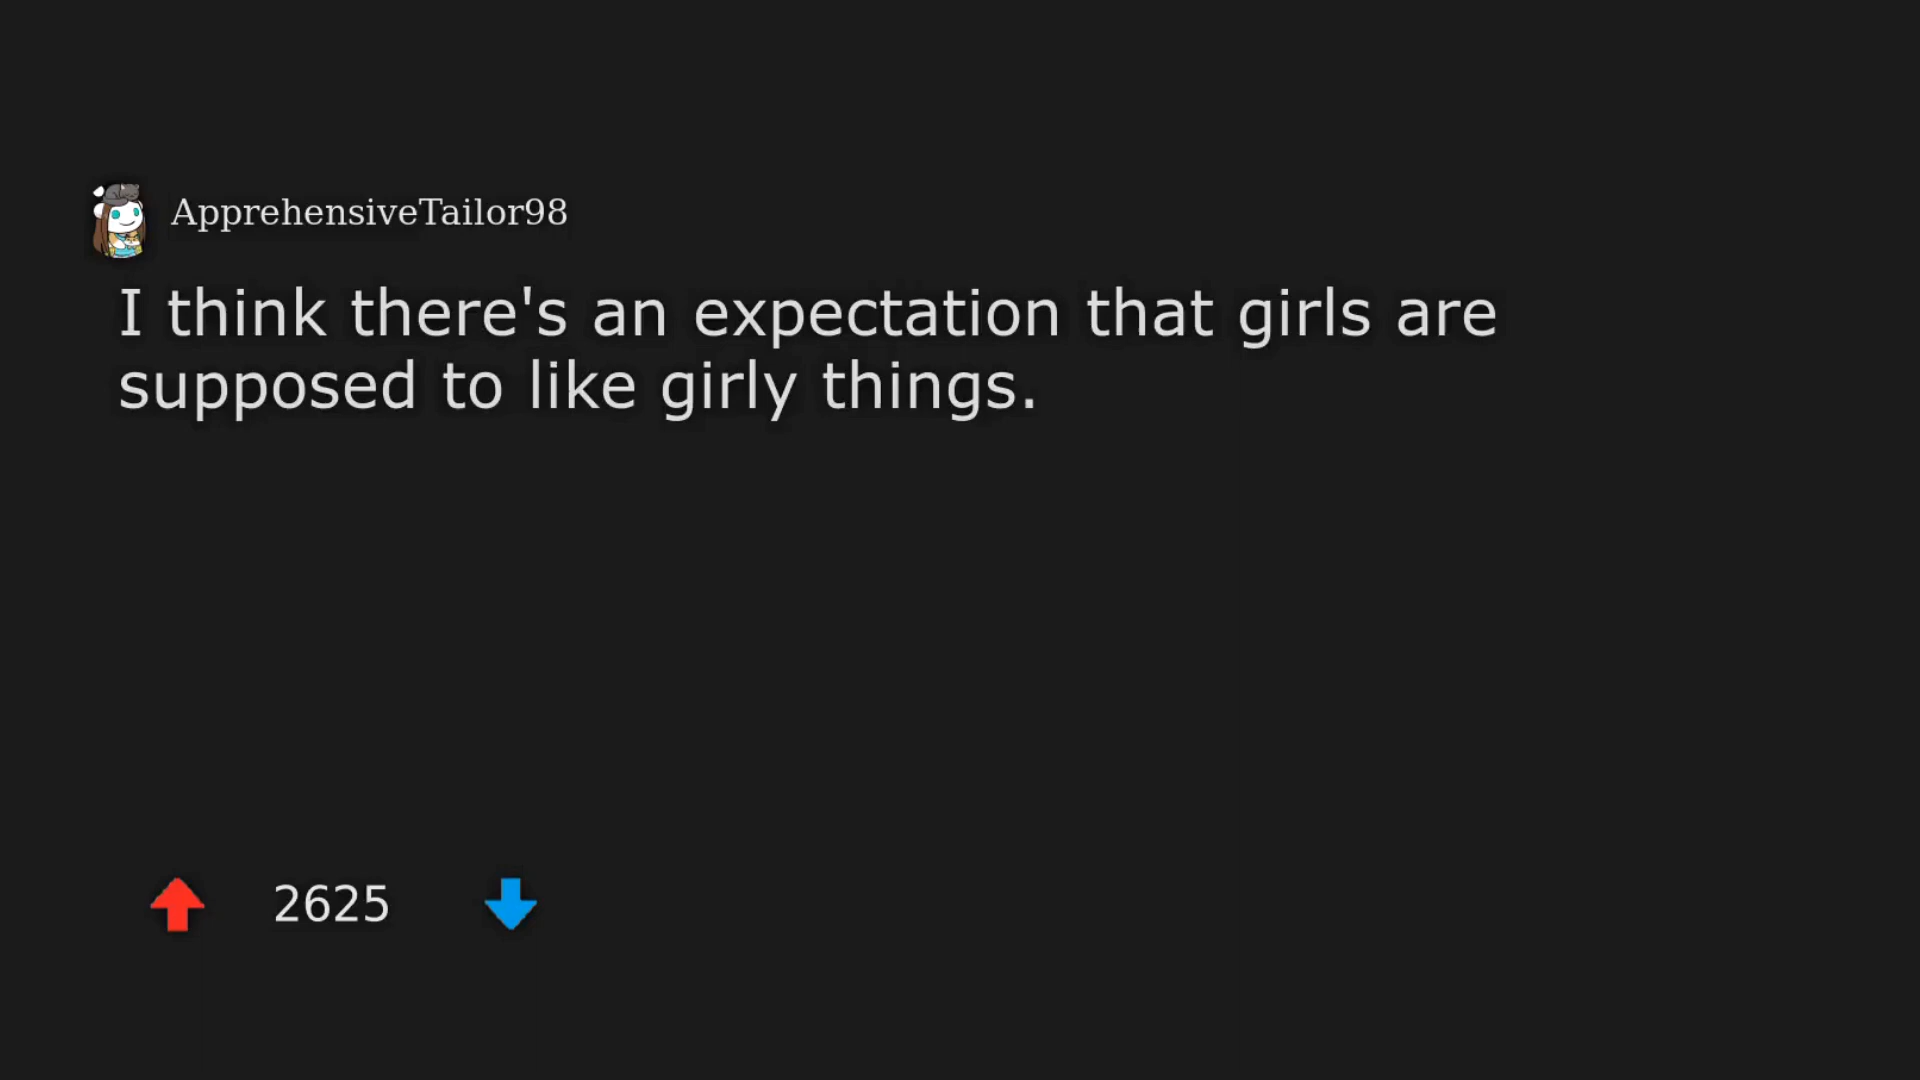 ApprehensiveTailor98
I think there's an expectation that girls are
supposed to like girly things.
2625